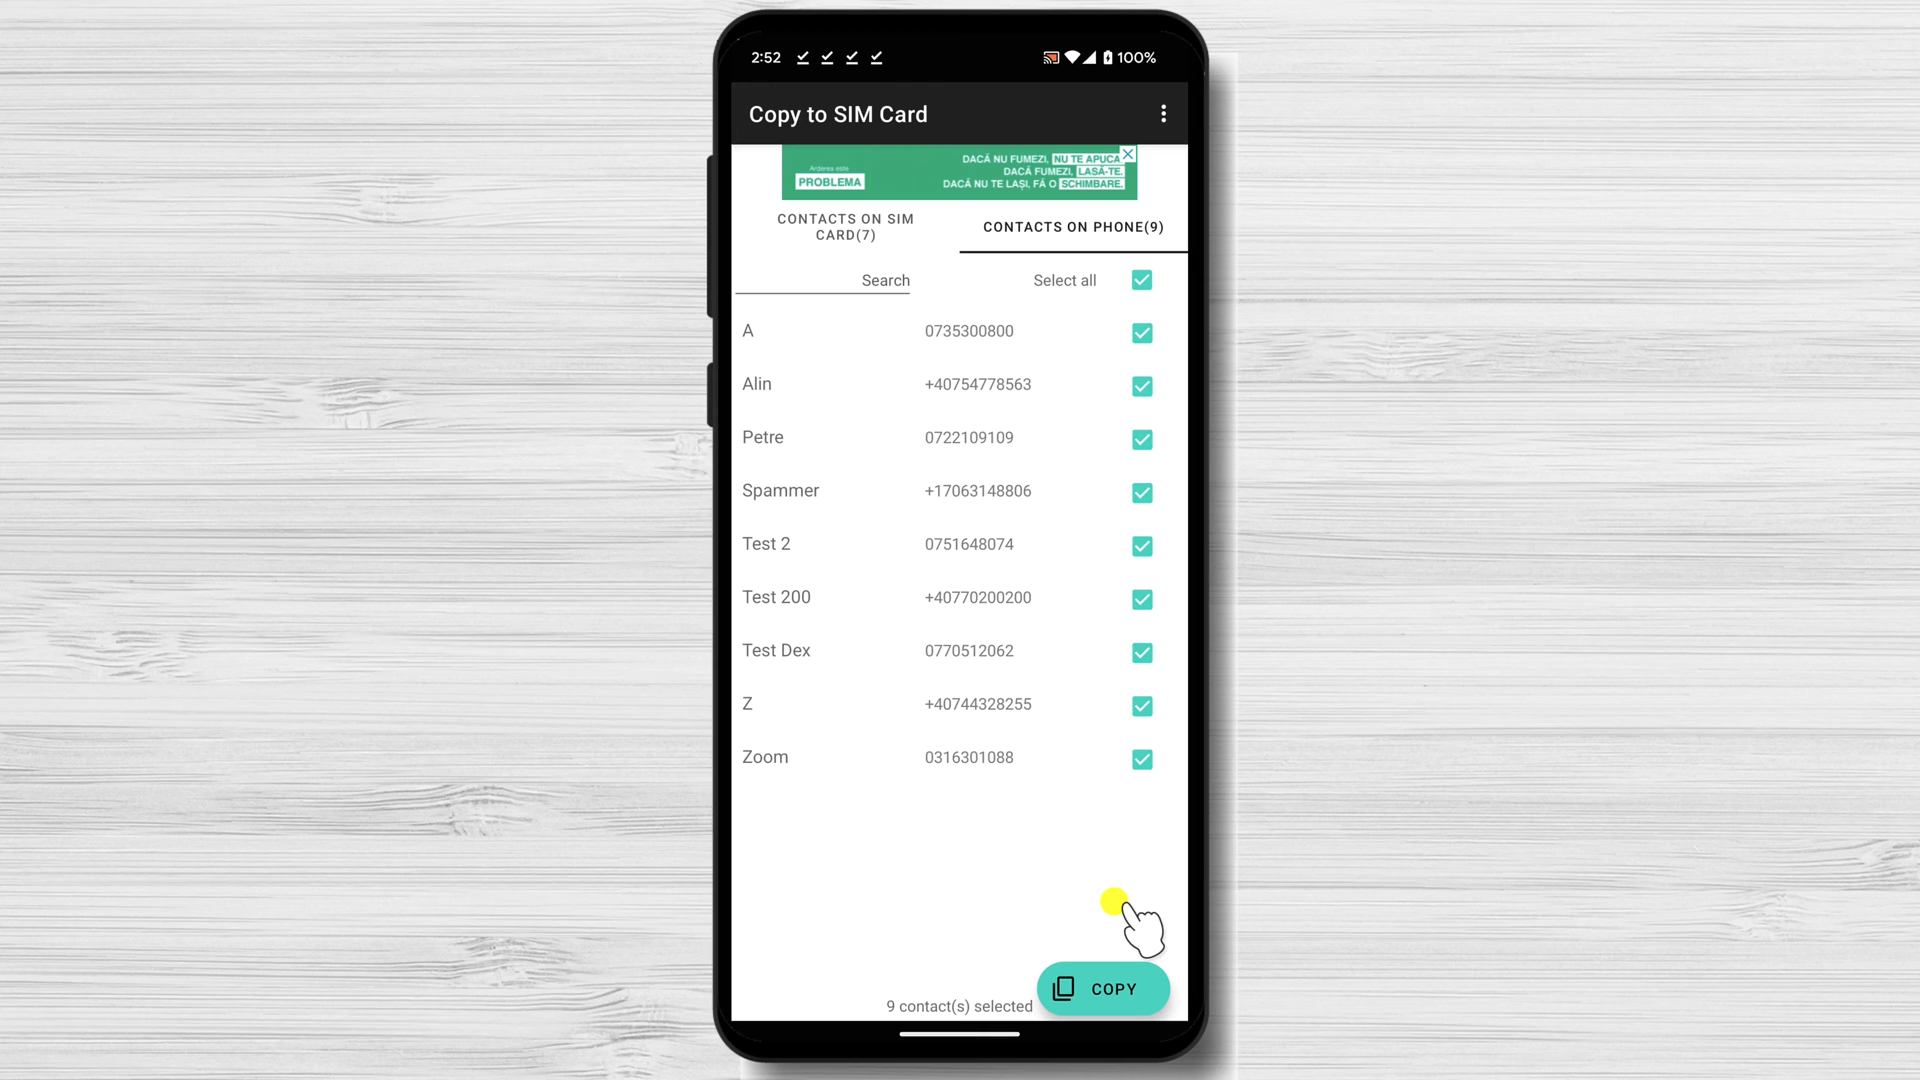 2:52
100%
Copy to SIM Card
Arderea este
PROBLEMA
DACĂ NU FUMEZI, NU TE APUCA
DACĂ FUMEZI, LASĂ-TE.
DACĂ NU TE LAȘI, FĂ O SCHIMBARE.
CONTACTS ON SIM
CARD(7)
CONTACTS ON PHONE(9)
Search
Select all
A 0735300800
Alin +40754778563
Petre 0722109109
Spammer +17063148806
Test 2 0751648074
Test 200 +40770200200
Test Dex 0770512062
Z +40744328255
Zoom 0316301088
COPY
9 contact(s) selected